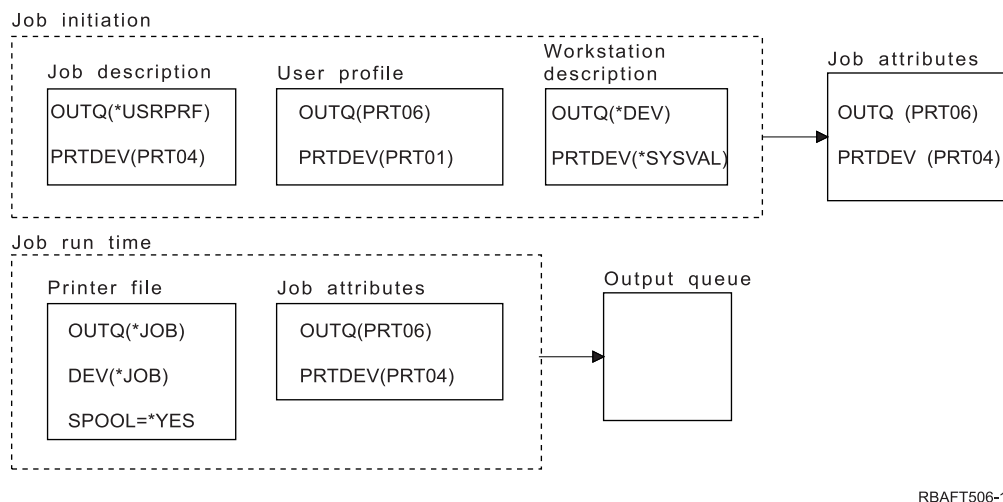 Job initiation
Job description
OUTQ(*USRPRF)
PRTDEV(PRT04)
User profile
OUTQ(PRT06)
PRTDEV(PRT01)
Workstation
description
OUTQ(*DEV)
PRTDEV(*SYSVAL)
Job attributes
OUTQ (PRT06)
PRTDEV (PRT04)
Job run time
Printer file
OUTQ(*JOB)
DEV(*JOB)
SPOOL=*YES
Job attributes
OUTQ(PRT06)
PRTDEV(PRT04)
Output queue
RBAFT506-1